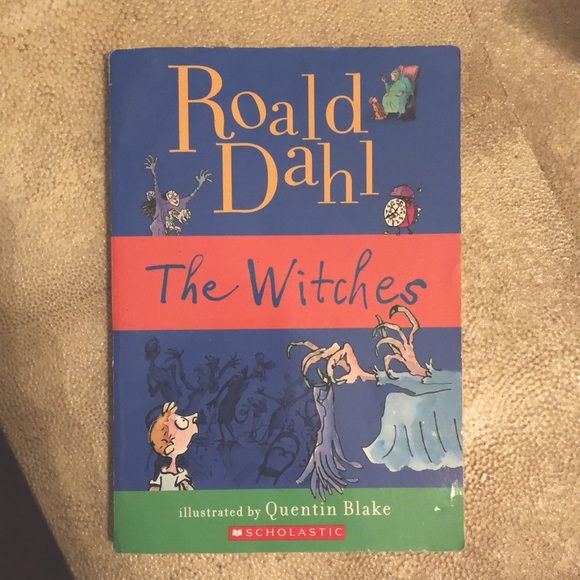 Roald
Dahl
The Witches
illustrated by Quentin Blake
SCHOLASTIC